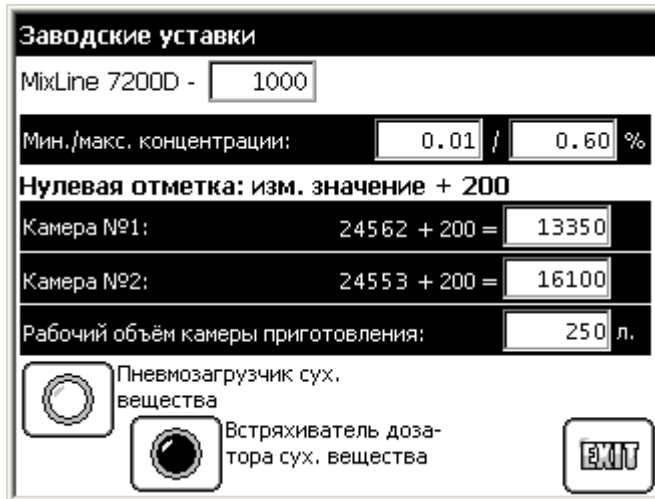 Заводские уставки
MixLine 7200D - 1000
Мин./макс. концентрации: 0.01 / 0.60 %
Нулевая отметка: изм. значение + 200
Камера №1: 24562 + 200 = 13350
Камера №2: 24553 + 200 = 16100
Рабочий объём камеры приготовления: 250 л.
Пневмозагрузчик сух.
вещества
Встряхиватель доза-
тора сух. вещества
EXIT